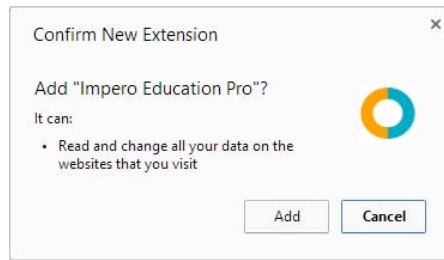 Confirm New Extension
×
Add "Impero Education Pro"?
It can:
• Read and change all your data on the
websites that you visit
Add
Cancel